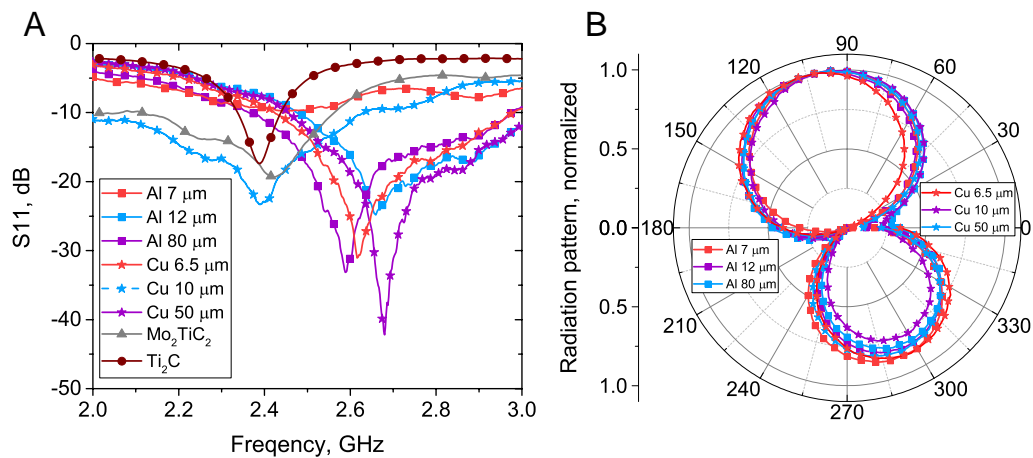 A
S11, dB
0
-10
-20
-30
-40
-50
2.0
2.2
2.4
2.6
2.8
3.0
Freqency, GHz
Al 7 μm
Al 12 μm
Al 80 μm
Cu 6.5 μm
Cu 10 μm
Cu 50 μm
Mo₂TiC₂
Ti₂C
B
Radiation pattern, normalized
1.0
0.5
0.0
0.5
1.0
90
60
30
0
330
300
270
240
210
180
150
120
Cu 6.5 μm
Cu 10 μm
Cu 50 μm
Al 7 μm
Al 12 μm
Al 80 μm